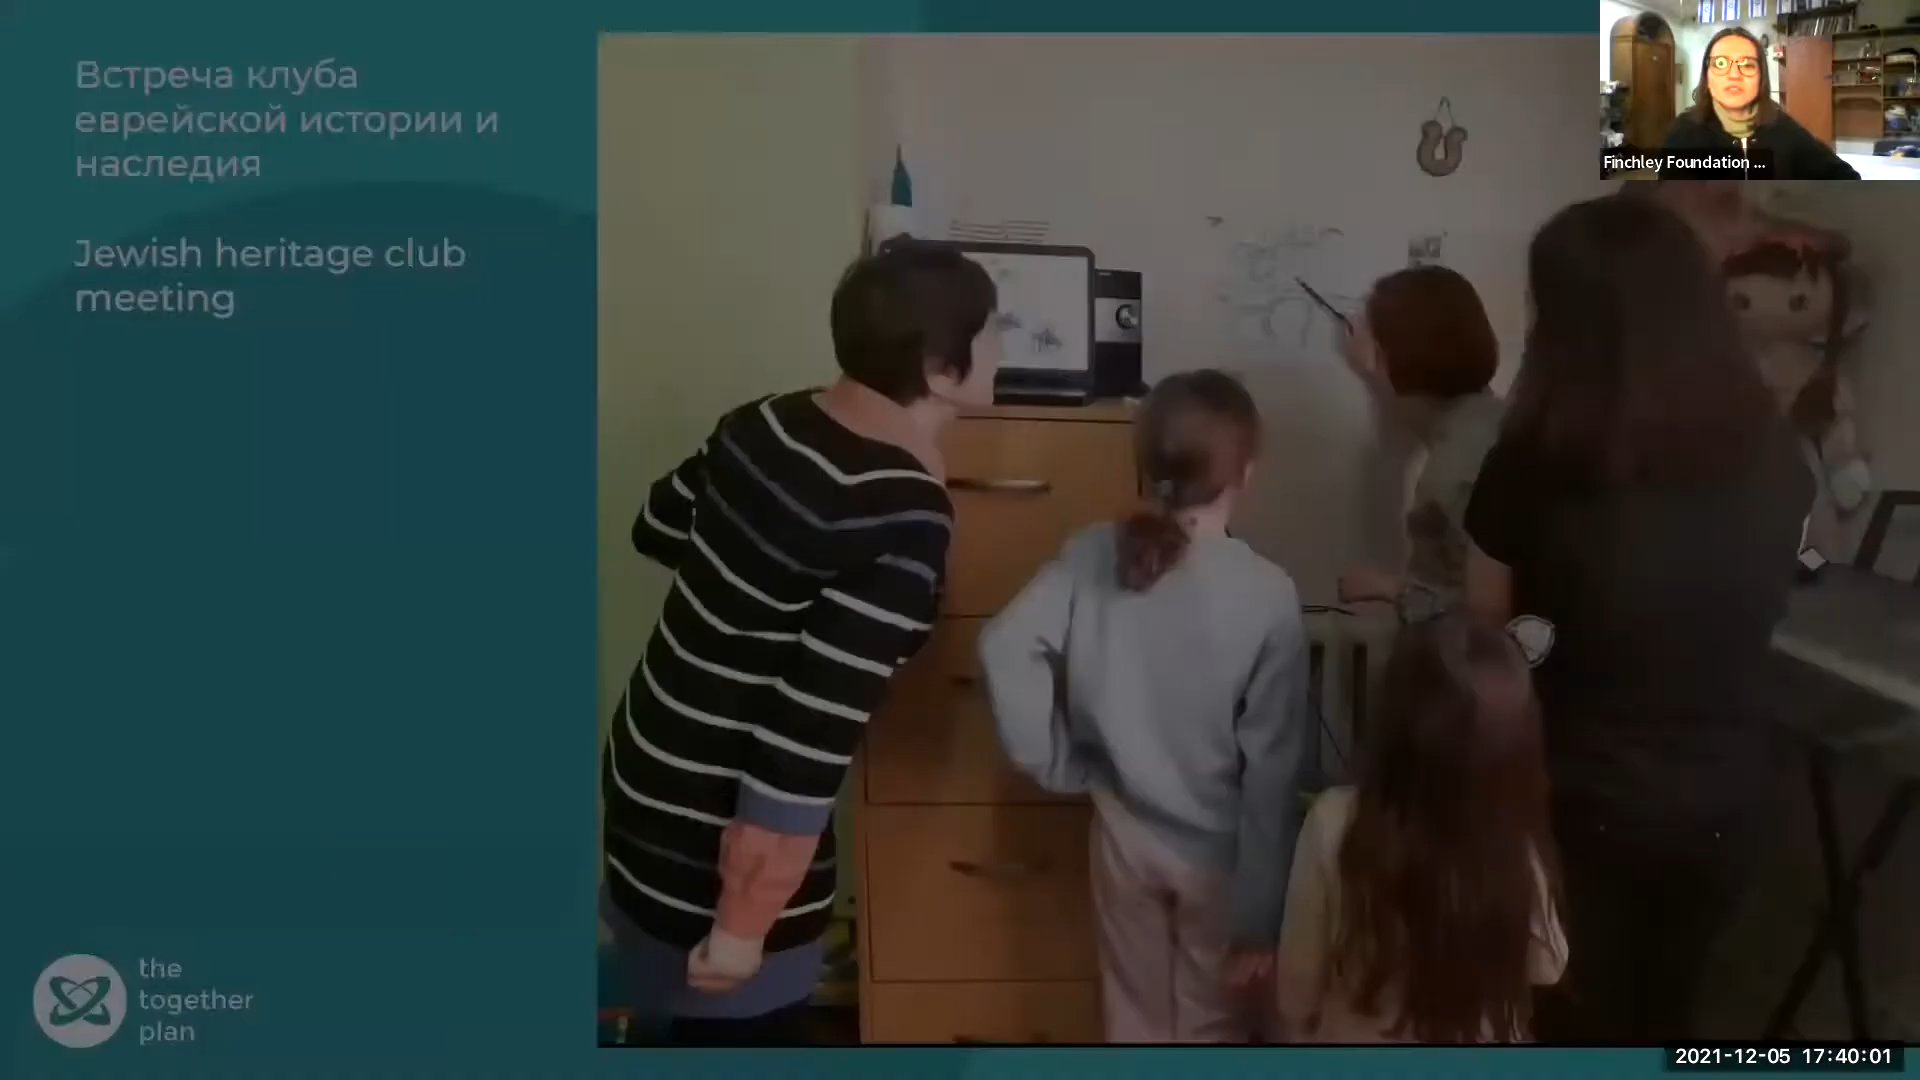 Встреча клуба
еврейской истории и
наследия
Jewish heritage club
meeting
Finchley Foundation ...
the
together
plan
2021-12-05 17:40:01